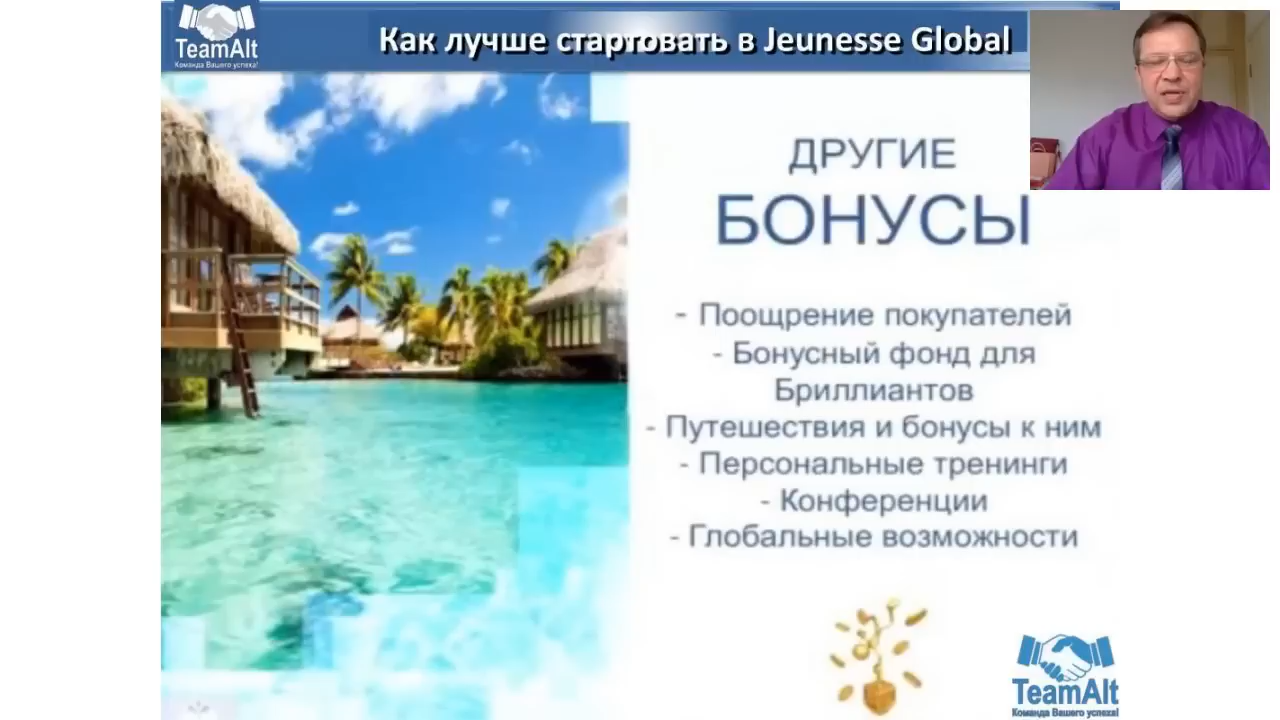 TeamAlt
Команда Вашего успеха!
Как лучше стартовать в Jeunesse Global
ДРУГИЕ
БОНУСЫ
- Поощрение покупателей
- Бонусный фонд для
Бриллиантов
- Путешествия и бонусы к ним
- Персональные тренинги
- Конференции
- Глобальные возможности
TeamAlt
Команда Вашего успеха!